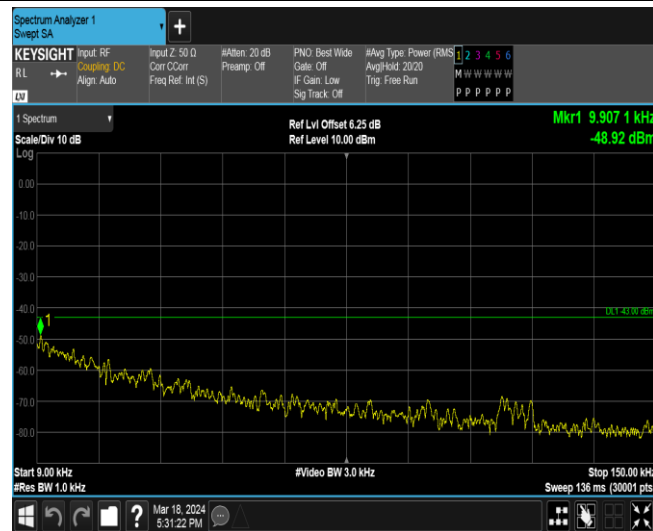 Spectrum Analyzer 1
Swept SA
+
KEYSIGHT Input: RF Input Z: 50 Ω #Atten: 20 dB PNO: Best Wide #Avg Type: Power (RMS 1 2 3 4 5 6
RL Coupling: DC Corr CCorr Preamp: Off Gate: Off Avg|Hold: 20/20 M W W W W W
Align: Auto Freq Ref: Int (S) IF Gain: Low Trig: Free Run P P P P P P
LXI Sig Track: Off
1 Spectrum Ref Lvl Offset 6.25 dB Mkr1 9.907 1 kHz
Scale/Div 10 dB Ref Level 10.00 dBm -48.92 dBm
Log
0.00
-10.0
-20.0
-30.0
-40.0
DL1 -43.00 dBm
1
-50.0
-60.0
-70.0
-80.0
Start 9.00 kHz #Video BW 3.0 kHz Stop 150.00 kHz
#Res BW 1.0 kHz Sweep 136 ms (30001 pts
? Mar 18, 2024
5:31:22 PM